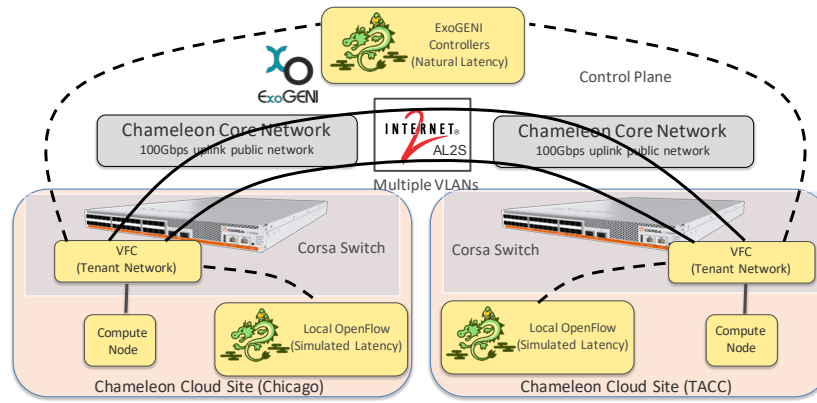 ExoGENI
Controllers
(Natural Latency)
Control Plane
ExoGENI
Chameleon Core Network
100Gbps uplink public network
INTERNET®
2
AL2S
Chameleon Core Network
100Gbps uplink public network
Multiple VLANs
CORSA
Corsa Switch
VFC
(Tenant Network)
Corsa Switch
CORSA
VFC
(Tenant Network)
Compute
Node
Local OpenFlow
(Simulated Latency)
Local OpenFlow
(Simulated Latency)
Compute
Node
Chameleon Cloud Site (Chicago)
Chameleon Cloud Site (TACC)